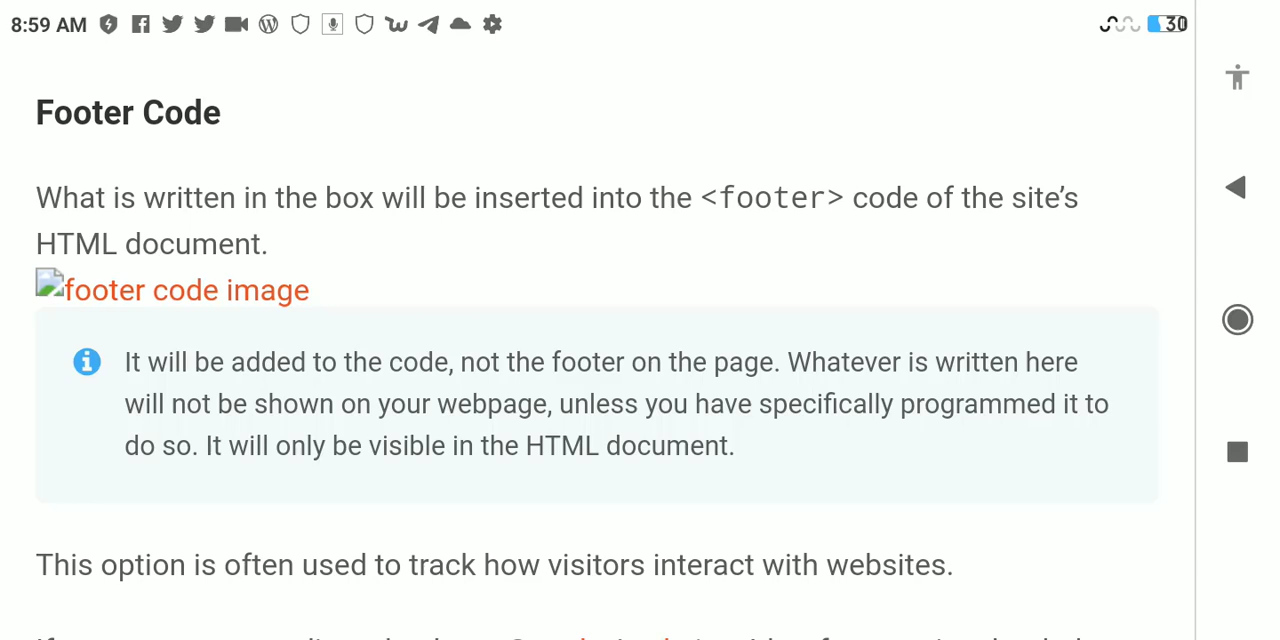 8:59 AM
30
Footer Code
What is written in the box will be inserted into the <footer> code of the site’s
HTML document.
footer code image
It will be added to the code, not the footer on the page. Whatever is written here
will not be shown on your webpage, unless you have specifically programmed it to
do so. It will only be visible in the HTML document.
This option is often used to track how visitors interact with websites.